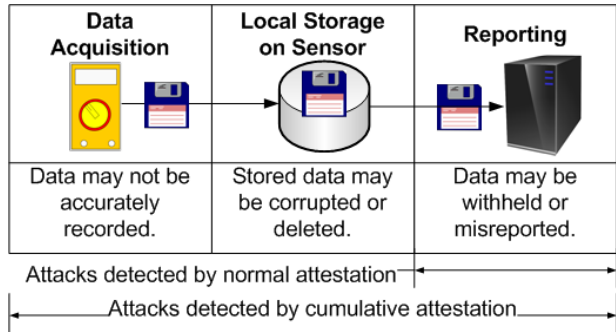 Data
Acquisition
Local Storage
on Sensor
Reporting
Data may not be
accurately
recorded.
Stored data may
be corrupted or
deleted.
Data may be
withheld or
misreported.
Attacks detected by normal attestation
Attacks detected by cumulative attestation